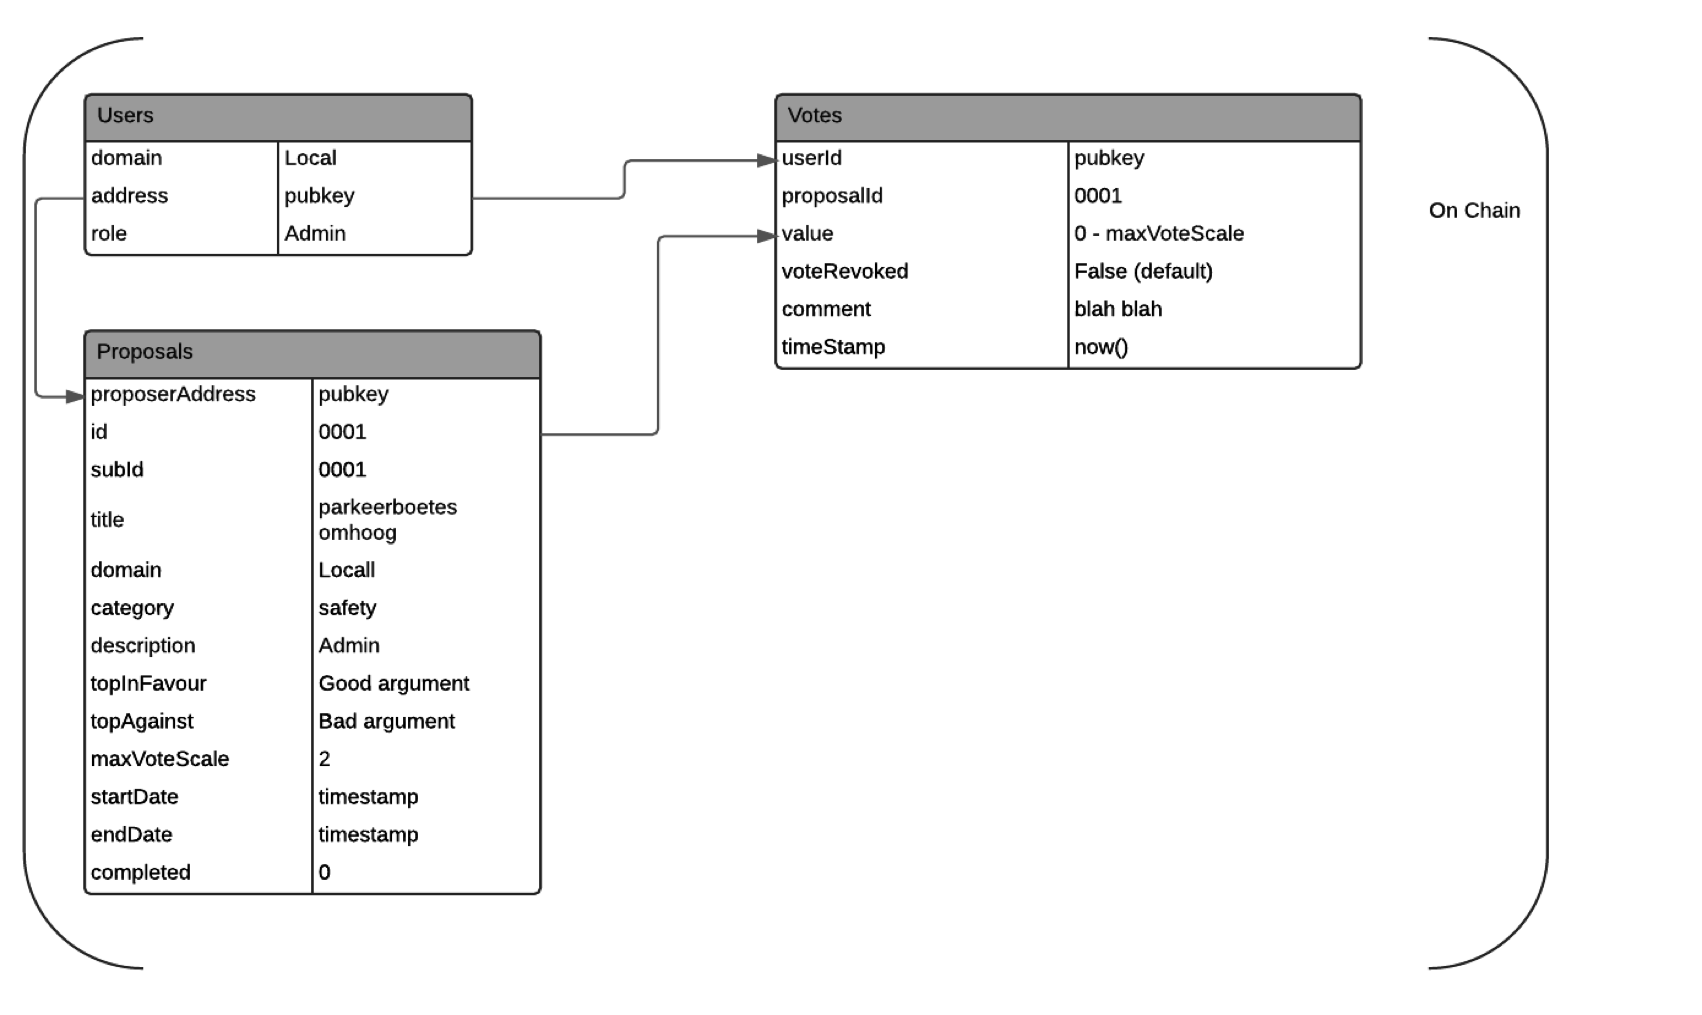 Users
domain Local
address pubkey
role Admin
Votes
userId pubkey
proposalId 0001
value 0 - maxVoteScale
voteRevoked False (default)
comment blah blah
timeStamp now()
On Chain
Proposals
proposerAddress pubkey
id 0001
subId 0001
title parkeerboetes
omhoog
domain Locall
category safety
description Admin
topInFavour Good argument
topAgainst Bad argument
maxVoteScale 2
startDate timestamp
endDate timestamp
completed 0